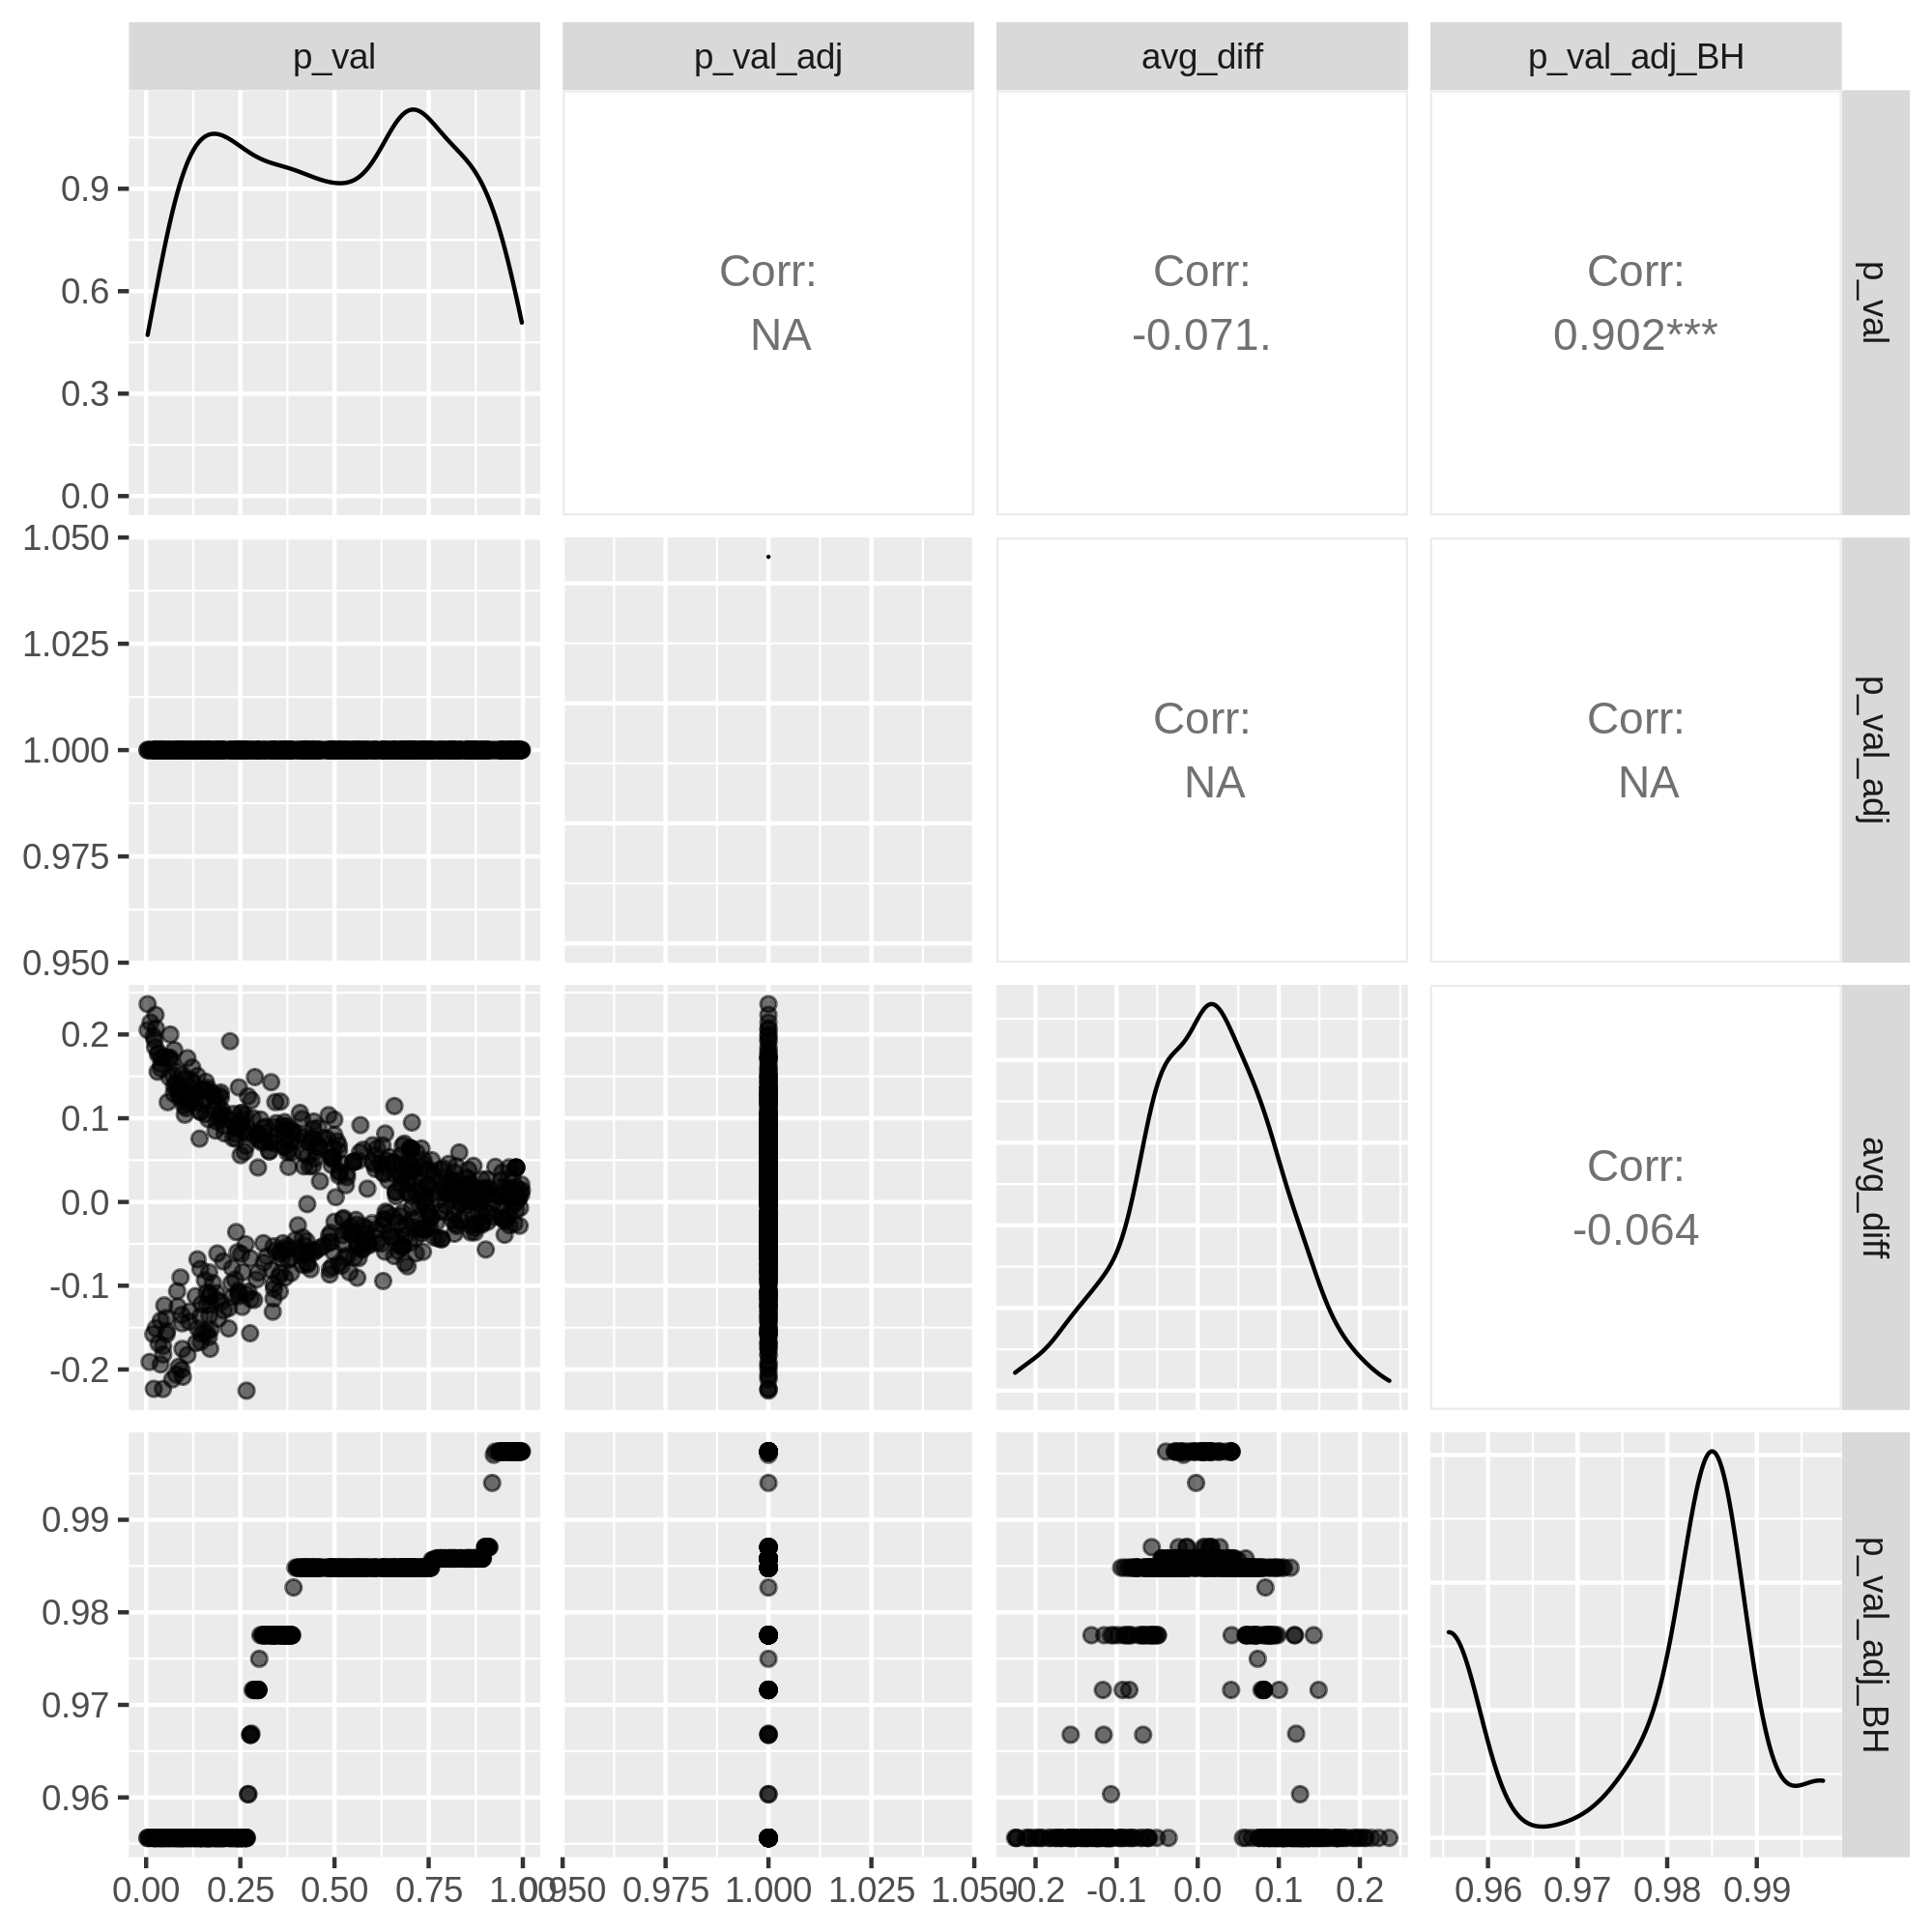 p_val
p_val_adj
avg_diff
p_val_adj_BH
0.9
0.6
0.3
0.0
Corr:
NA
Corr:
-0.071.
Corr:
0.902***
p_val
1.050
1.025
1.000
0.975
0.950
Corr:
NA
Corr:
NA
p_val_adj
0.2
0.1
0.0
-0.1
-0.2
Corr:
-0.064
avg_diff
0.99
0.98
0.97
0.96
p_val_adj_BH
0.00 0.25 0.50 0.75 1.00
0.950 0.975 1.000 1.025 1.050
-0.2 -0.1 0.0 0.1 0.2
0.96 0.97 0.98 0.99